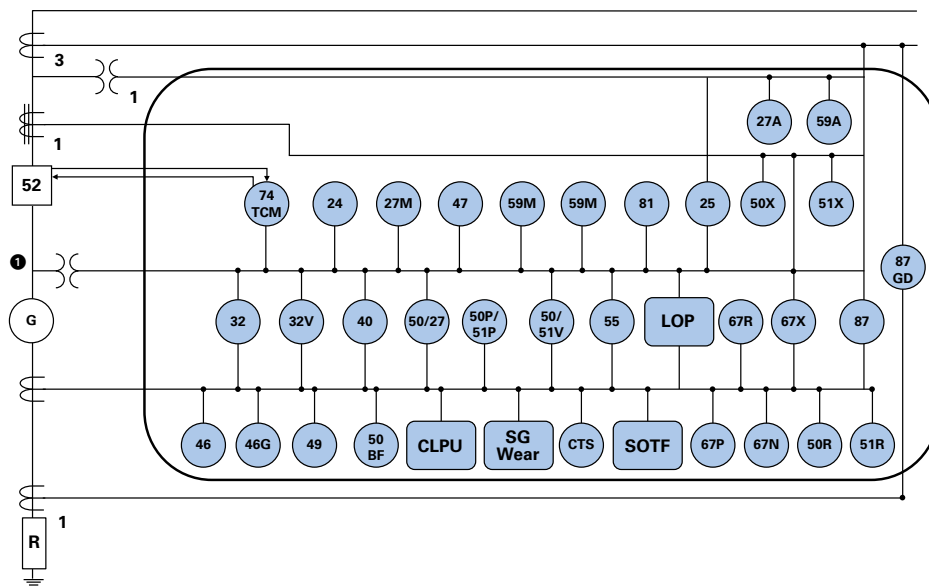 3
1
27A
59A
1
52
74
TCM
24
27M
47
59M
59M
81
25
50X
51X
1
87
GD
G
32
32V
40
50/27
50P/
51P
50/
51V
55
LOP
67R
67X
87
46
46G
49
50
BF
CLPU
SG
Wear
CTS
SOTF
67P
67N
50R
51R
1
R